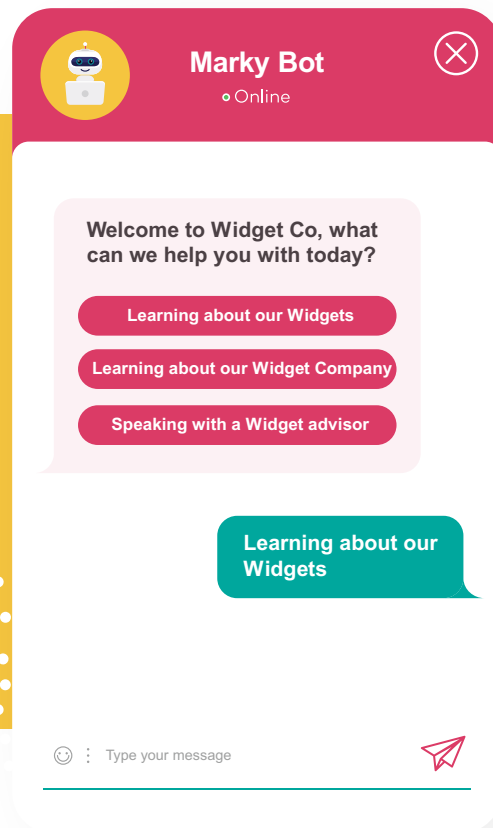 Marky Bot
Online
Welcome to Widget Co, what
can we help you with today?
Learning about our Widgets
Learning about our Widget Company
Speaking with a Widget advisor
Learning about our
Widgets
Type your message